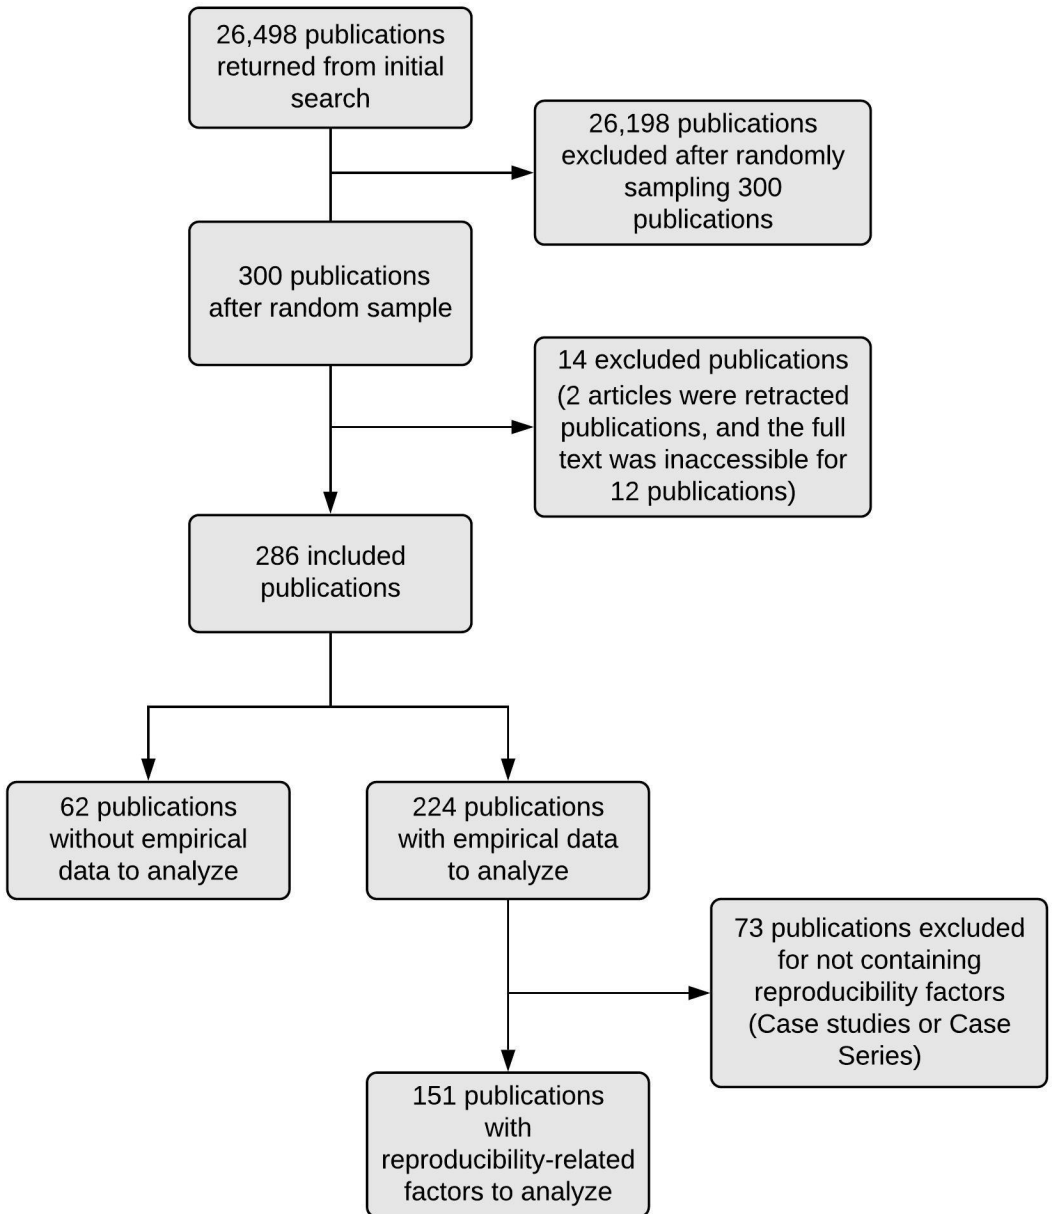 26,498 publications
returned from initial
search
26,198 publications
excluded after randomly
sampling 300
publications
300 publications
after random sample
14 excluded publications
(2 articles were retracted
publications, and the full
text was inaccessible for
12 publications)
286 included
publications
62 publications
without empirical
data to analyze
224 publications
with empirical data
to analyze
73 publications excluded
for not containing
reproducibility factors
(Case studies or Case
Series)
151 publications
with
reproducibility-related
factors to analyze